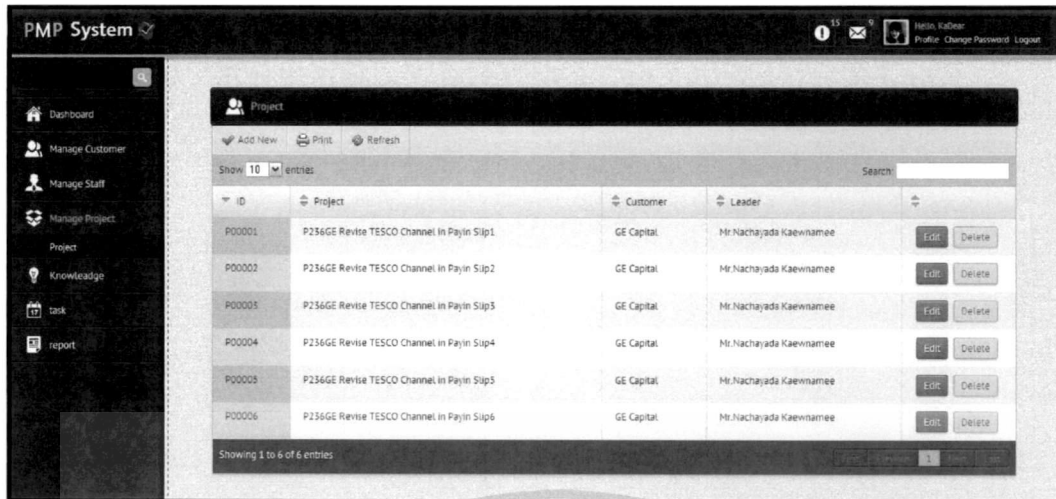 PMP System
15 9
Hello, KaDear
Profile Change Password Logout
Dashboard
Manage Customer
Manage Staff
Manage Project
Project
Knowleadge
17 task
report
Project
Add New Print Refresh
Show 10 entries Search:
ID Project Customer Leader
P00001 P236GE Revise TESCO Channel in Payin Slip1 GE Capital Mr.Nachayada Kaewnamee Edit Delete
P00002 P236GE Revise TESCO Channel in Payin Slip2 GE Capital Mr.Nachayada Kaewnamee Edit Delete
P00003 P236GE Revise TESCO Channel in Payin Slip3 GE Capital Mr.Nachayada Kaewnamee Edit Delete
P00004 P236GE Revise TESCO Channel in Payin Slip4 GE Capital Mr.Nachayada Kaewnamee Edit Delete
P00005 P236GE Revise TESCO Channel in Payin Slip5 GE Capital Mr.Nachayada Kaewnamee Edit Delete
P00006 P236GE Revise TESCO Channel in Payin Slip6 GE Capital Mr.Nachayada Kaewnamee Edit Delete
Showing 1 to 6 of 6 entries 1